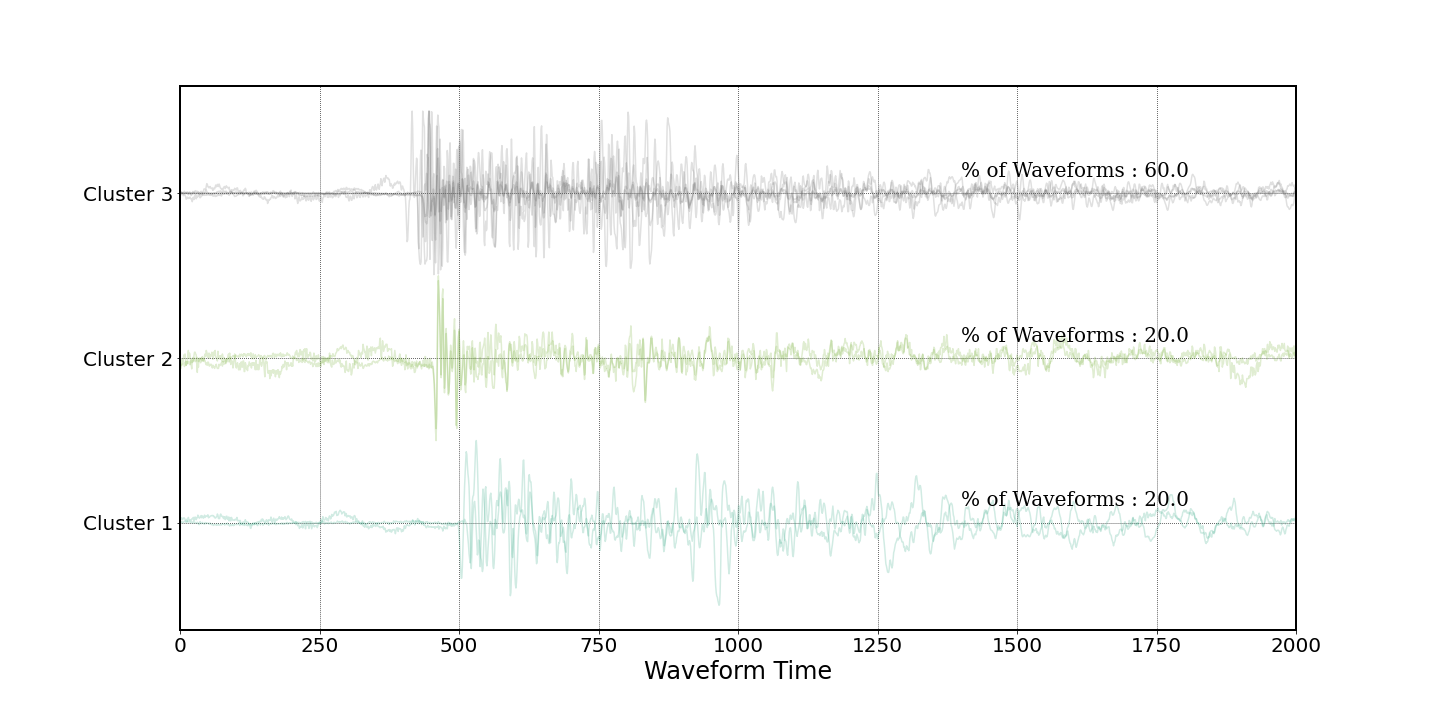 Cluster 3
% of Waveforms : 60.0
Cluster 2
% of Waveforms : 20.0
Cluster 1
% of Waveforms : 20.0
0 250 500 750 1000 1250 1500 1750 2000
Waveform Time